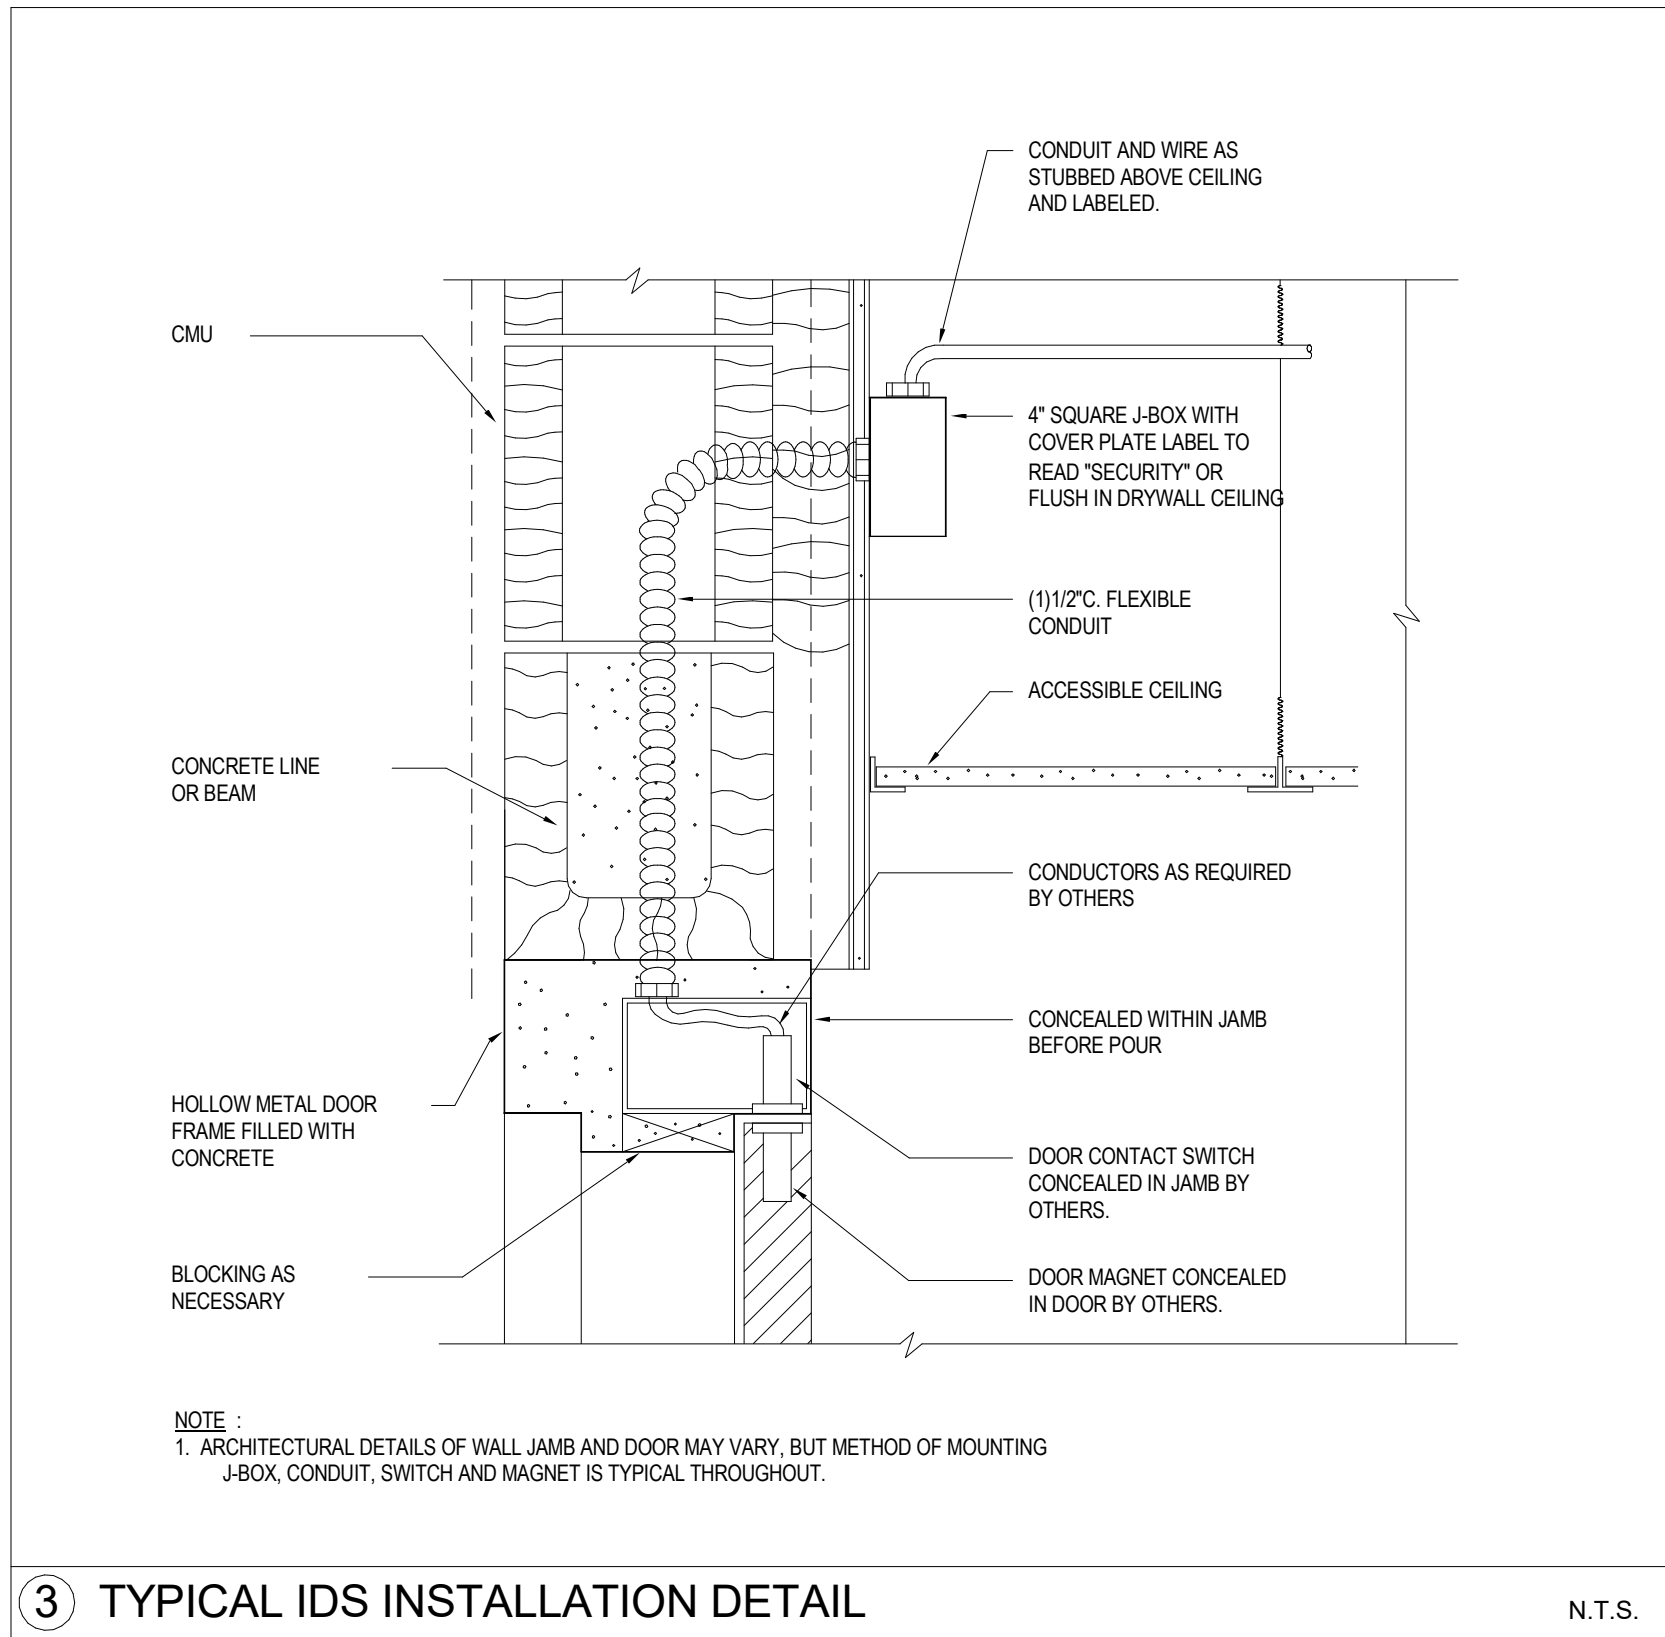 CONDUIT AND WIRE AS
STUBBED ABOVE CEILING
AND LABELED.
CMU
4" SQUARE J-BOX WITH
COVER PLATE LABEL TO
READ "SECURITY" OR
FLUSH IN DRYWALL CEILING
(1)1/2"C. FLEXIBLE
CONDUIT
ACCESSIBLE CEILING
CONCRETE LINE
OR BEAM
CONDUCTORS AS REQUIRED
BY OTHERS
CONCEALED WITHIN JAMB
BEFORE POUR
HOLLOW METAL DOOR
FRAME FILLED WITH
CONCRETE
DOOR CONTACT SWITCH
CONCEALED IN JAMB BY
OTHERS.
BLOCKING AS
NECESSARY
DOOR MAGNET CONCEALED
IN DOOR BY OTHERS.
NOTE :
1. ARCHITECTURAL DETAILS OF WALL JAMB AND DOOR MAY VARY, BUT METHOD OF MOUNTING
J-BOX, CONDUIT, SWITCH AND MAGNET IS TYPICAL THROUGHOUT.
3 TYPICAL IDS INSTALLATION DETAIL
N.T.S.